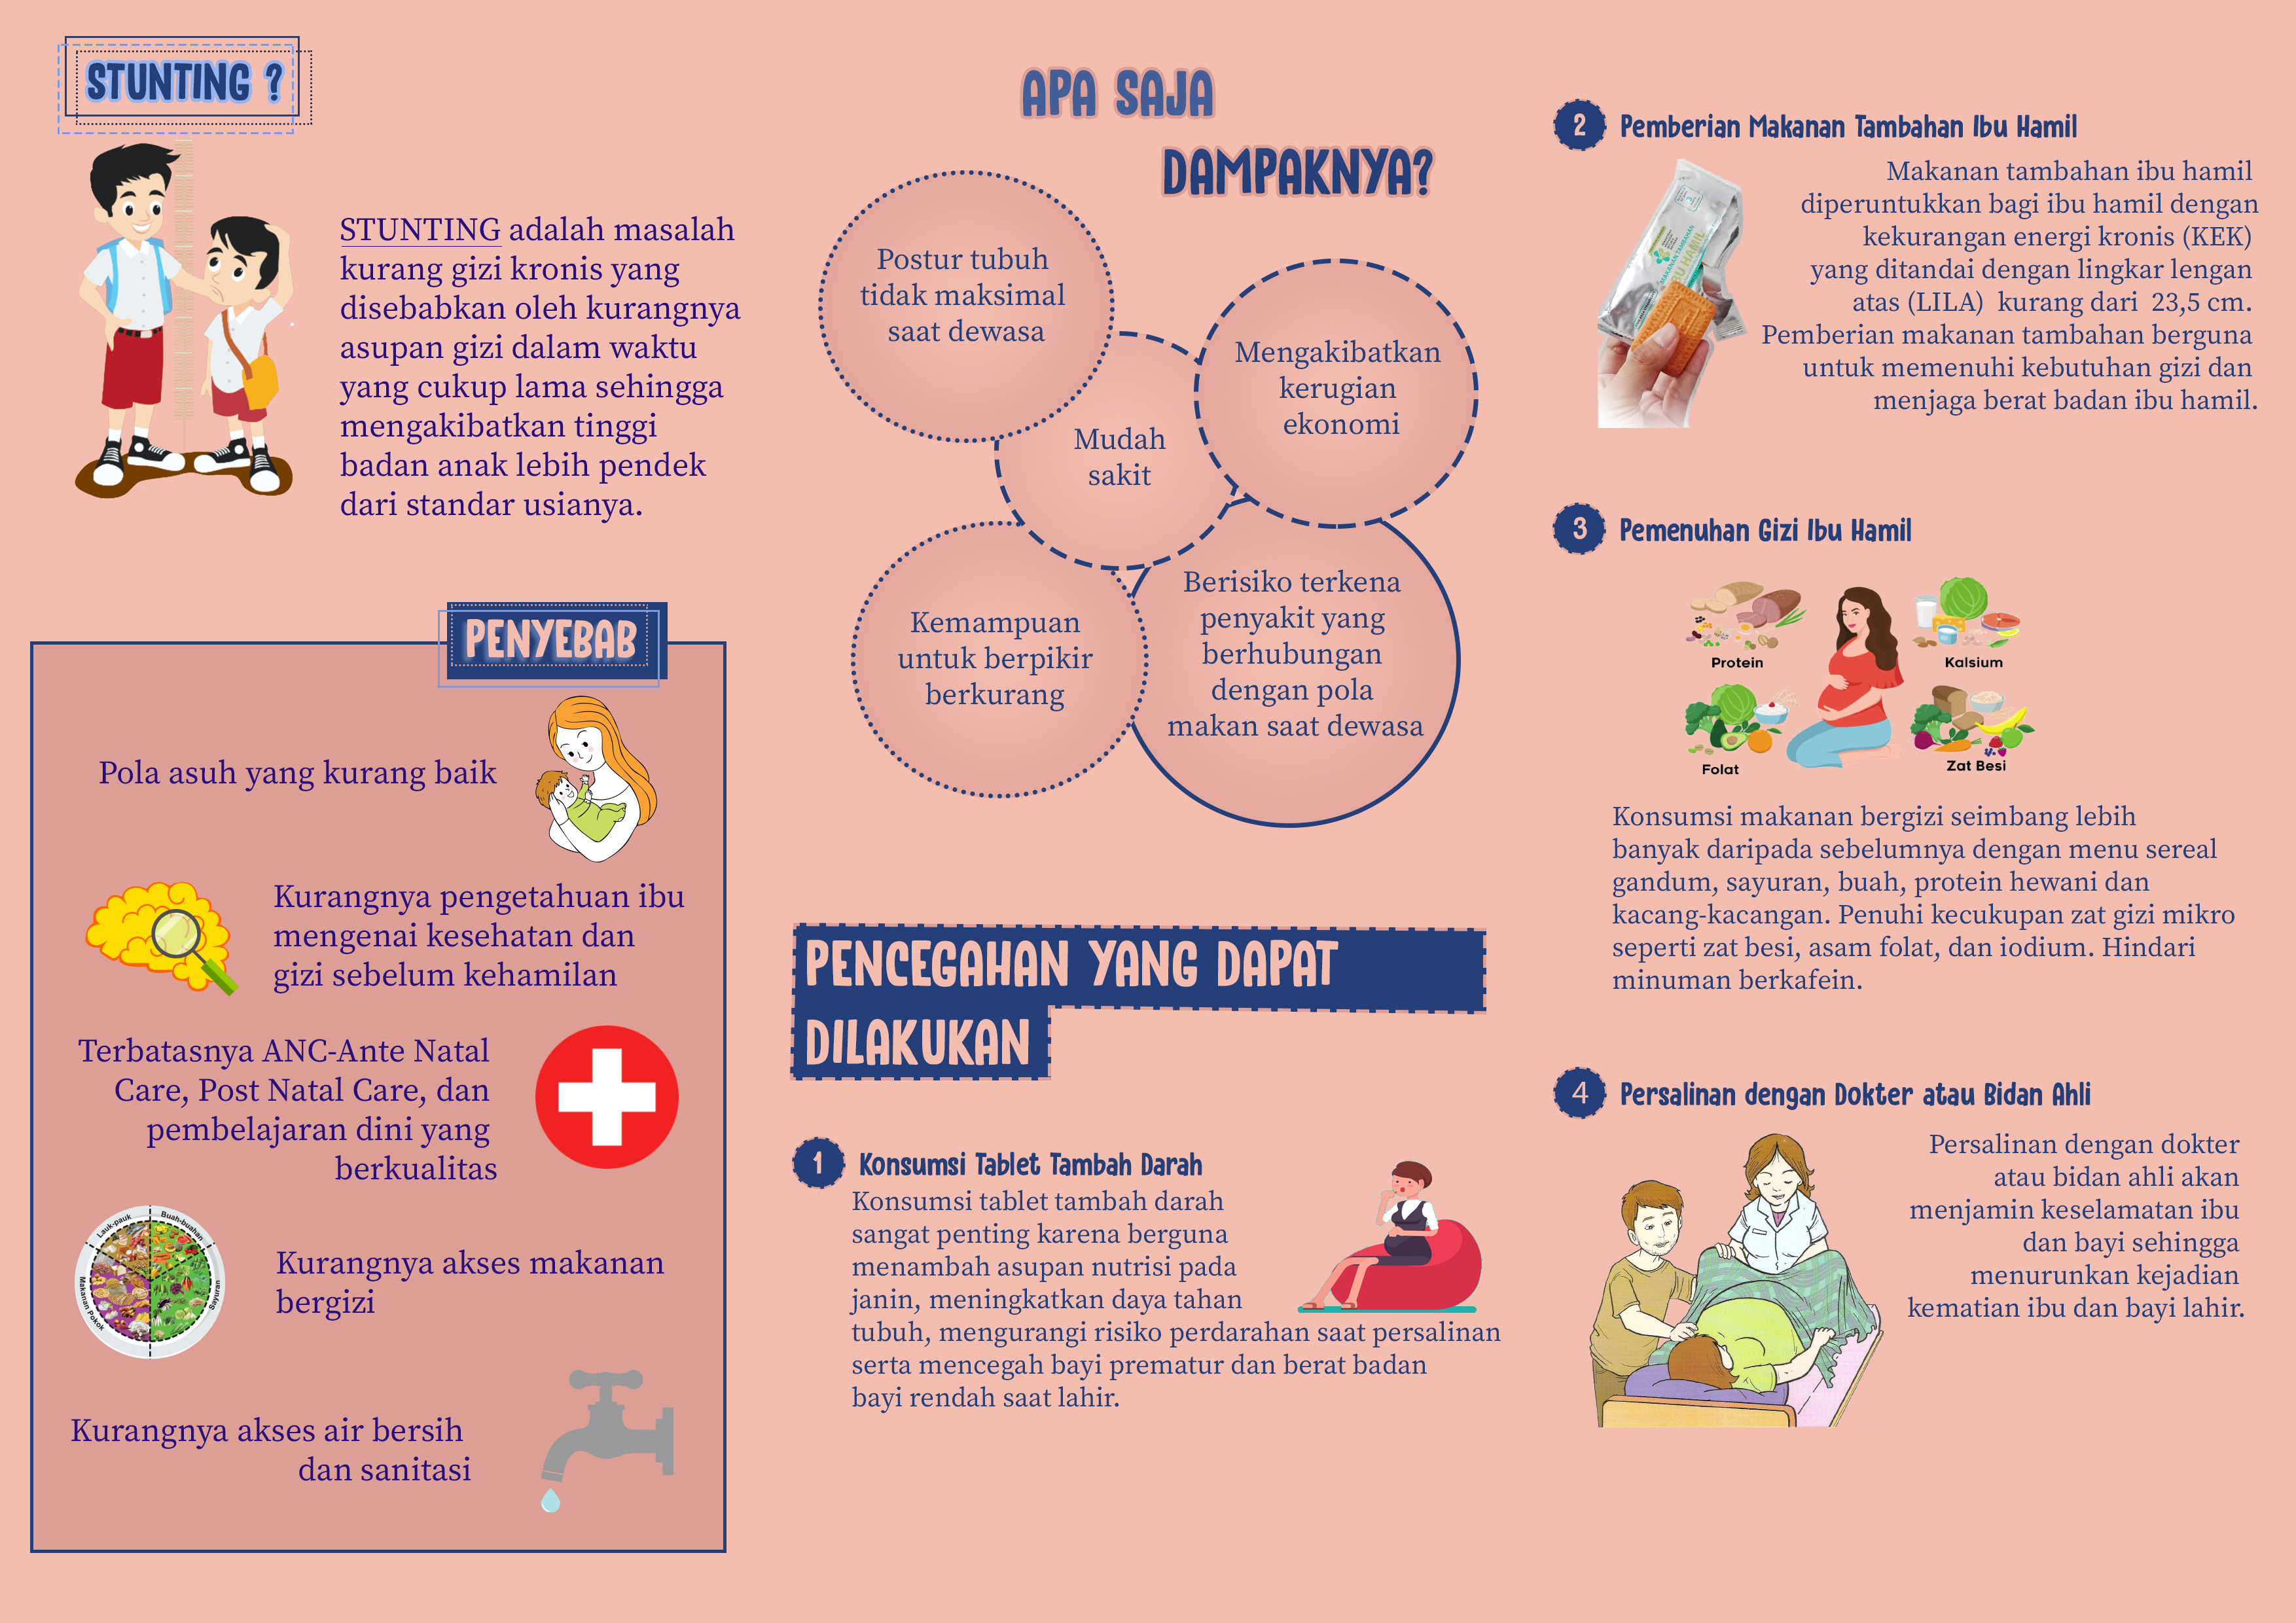 STUNTING ?
STUNTING adalah masalah
kurang gizi kronis yang
disebabkan oleh kurangnya
asupan gizi dalam waktu
yang cukup lama sehingga
mengakibatkan tinggi
badan anak lebih pendek
dari standar usianya.
PENYEBAB
Pola asuh yang kurang baik
Kurangnya pengetahuan ibu
mengenai kesehatan dan
gizi sebelum kehamilan
Terbatasnya ANC-Ante Natal
Care, Post Natal Care, dan
pembelajaran dini yang
berkualitas
Lauk-pauk
Buah-buahan
Makanan Pokok
Sayuran
Kurangnya akses makanan
bergizi
Kurangnya akses air bersih
dan sanitasi
APA SAJA
DAMPAKNYA?
Postur tubuh
tidak maksimal
saat dewasa
Mengakibatkan
kerugian
ekonomi
Mudah
sakit
Kemampuan
untuk berpikir
berkurang
Berisiko terkena
penyakit yang
berhubungan
dengan pola
makan saat dewasa
PENCEGAHAN YANG DAPAT
DILAKUKAN
1 Konsumsi Tablet Tambah Darah
Konsumsi tablet tambah darah
sangat penting karena berguna
menambah asupan nutrisi pada
janin, meningkatkan daya tahan
tubuh, mengurangi risiko perdarahan saat persalinan
serta mencegah bayi prematur dan berat badan
bayi rendah saat lahir.
2 Pemberian Makanan Tambahan Ibu Hamil
MAKANAN TAMBAHAN
IBU HAMIL
Makanan tambahan ibu hamil
diperuntukkan bagi ibu hamil dengan
kekurangan energi kronis (KEK)
yang ditandai dengan lingkar lengan
atas (LILA) kurang dari 23,5 cm.
Pemberian makanan tambahan berguna
untuk memenuhi kebutuhan gizi dan
menjaga berat badan ibu hamil.
3 Pemenuhan Gizi Ibu Hamil
Protein
Kalsium
Folat
Zat Besi
Konsumsi makanan bergizi seimbang lebih
banyak daripada sebelumnya dengan menu sereal
gandum, sayuran, buah, protein hewani dan
kacang-kacangan. Penuhi kecukupan zat gizi mikro
seperti zat besi, asam folat, dan iodium. Hindari
minuman berkafein.
4 Persalinan dengan Dokter atau Bidan Ahli
Persalinan dengan dokter
atau bidan ahli akan
menjamin keselamatan ibu
dan bayi sehingga
menurunkan kejadian
kematian ibu dan bayi lahir.